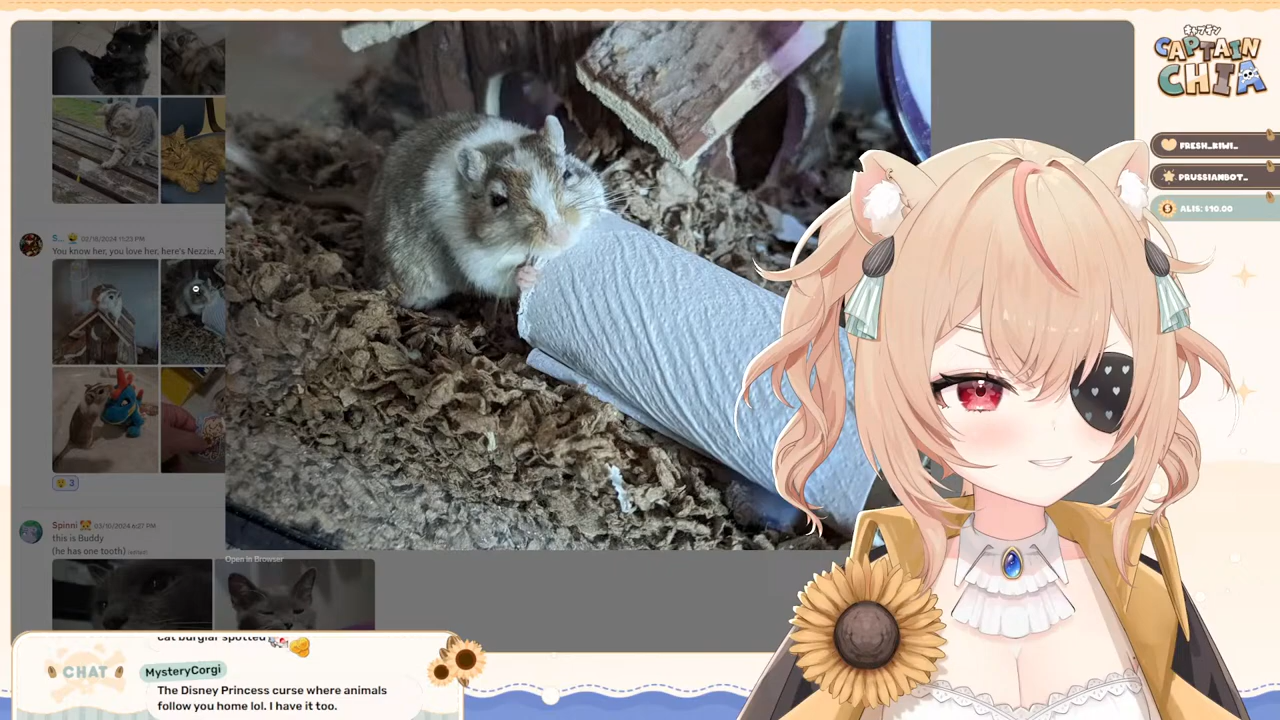 キャプテン
CAPTAIN
CHIA
FRESH_KIWI_
PRUSSIANBOT_
ALIS: $10.00
S... 03/18/2024 11:23 PM
You know her, you love her, here's Nezzie, A
3
Spinni 03/10/2024 6:27 PM
this is Buddy
(he has one tooth) (edited)
Open in Browser
cat burglar spotted
CHAT
MysteryCorgi
The Disney Princess curse where animals
follow you home lol. I have it too.